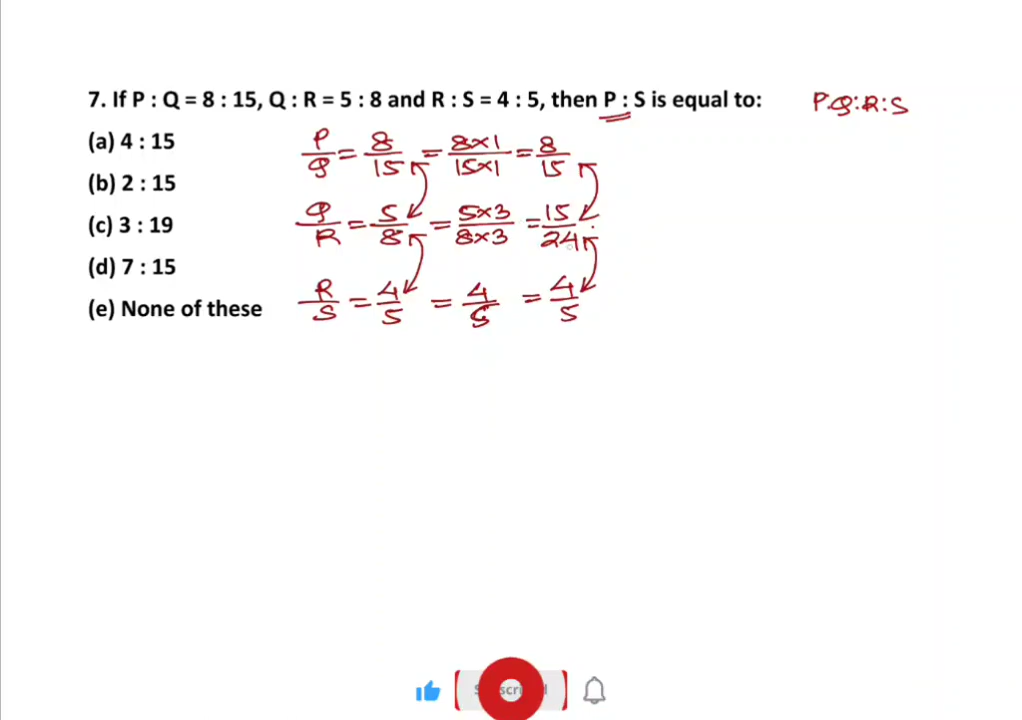 7. If P : Q = 8 : 15, Q : R = 5 : 8 and R : S = 4 : 5, then P : S is equal to: P:Q:R:S
(a) 4 : 15
(b) 2 : 15
(c) 3 : 19
(d) 7 : 15
(e) None of these
P/Q = 8/15 = 8×1/15×1 = 8/15
Q/R = 5/8 = 5×3/8×3 = 15/24
R/S = 4/5 = 4/5 = 4/5